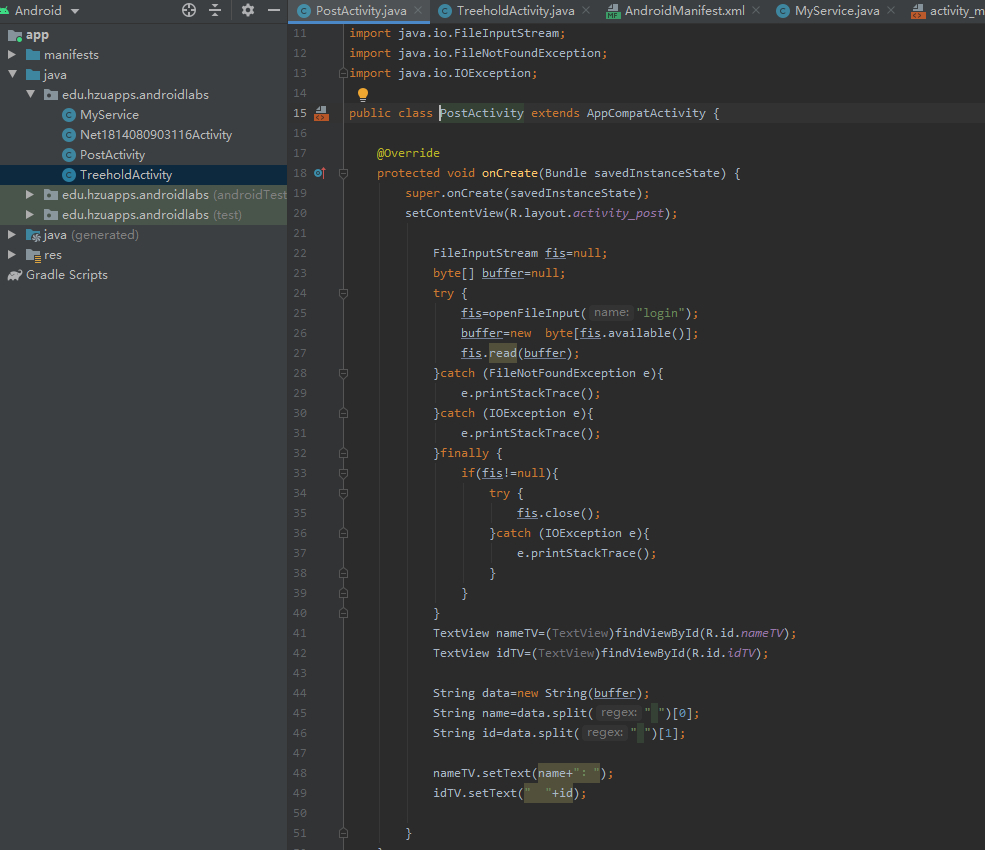 Android
PostActivity.java
TreeholdActivity.java
AndroidManifest.xml
MyService.java
activity_m
app
manifests
java
edu.hzuapps.androidlabs
MyService
Net1814080903116Activity
PostActivity
TreeholdActivity
edu.hzuapps.androidlabs (androidTest
edu.hzuapps.androidlabs (test)
java (generated)
res
Gradle Scripts
11 import java.io.FileInputStream;
12 import java.io.FileNotFoundException;
13 import java.io.IOException;
14
15 public class PostActivity extends AppCompatActivity {
16
17 @Override
18 protected void onCreate(Bundle savedInstanceState) {
19 super.onCreate(savedInstanceState);
20 setContentView(R.layout.activity_post);
21
22 FileInputStream fis=null;
23 byte[] buffer=null;
24 try {
25 fis=openFileInput( name: "login");
26 buffer=new  byte[fis.available()];
27 fis.read(buffer);
28 }catch (FileNotFoundException e){
29 e.printStackTrace();
30 }catch (IOException e){
31 e.printStackTrace();
32 }finally {
33 if(fis!=null){
34 try {
35 fis.close();
36 }catch (IOException e){
37 e.printStackTrace();
38 }
39 }
40 }
41 TextView nameTV=(TextView)findViewById(R.id.nameTV);
42 TextView idTV=(TextView)findViewById(R.id.idTV);
43
44 String data=new String(buffer);
45 String name=data.split( regex: " ")[0];
46 String id=data.split( regex: " ")[1];
47
48 nameTV.setText(name+"：");
49 idTV.setText("  "+id);
50
51 }